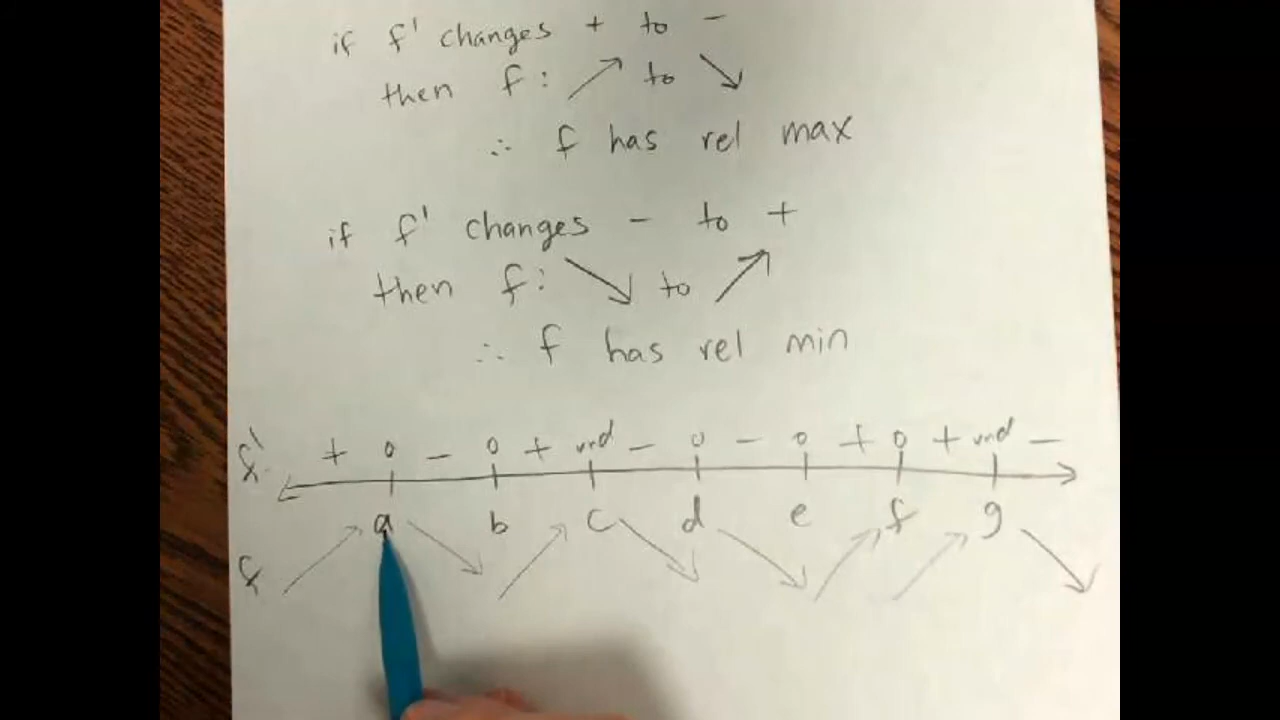 if f' changes + to -
then f: ↗ to ↘
∴ f has rel max
if f' changes - to +
then f: ↘ to ↗
∴ f has rel min
f' + 0 - 0 + und - 0 - 0 + 0 + und -
a b c d e f g
f ↗ ↘ ↗ ↘ ↘ ↗ ↗ ↘